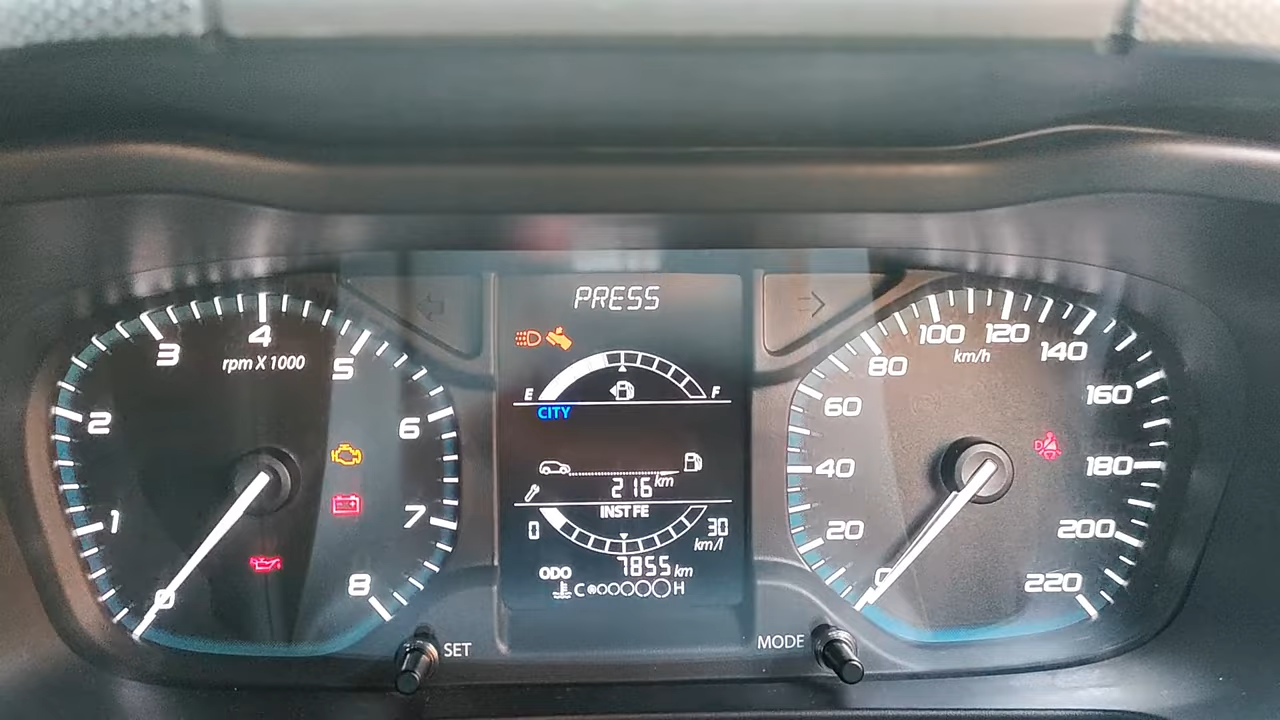 PRESS
E F
CITY
216 km
INST FE
0 30
km/l
ODO 7855 km
C H
0 1 2 3 4 5 6 7 8
rpm X 1000
0 20 40 60 80 100 120 140 160 180 200 220
km/h
SET
MODE